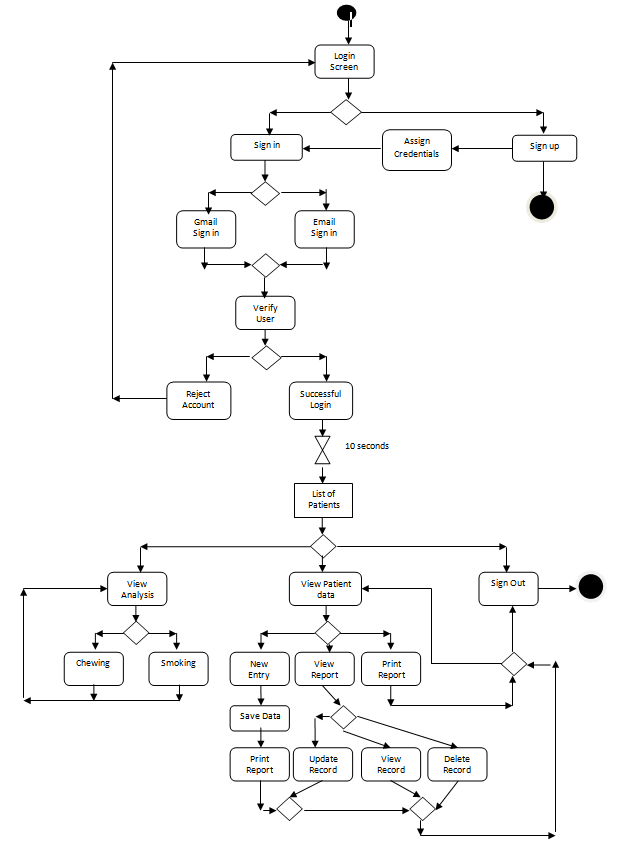 Login
Screen
Sign in
Assign
Credentials
Sign up
Gmail
Sign in
Email
Sign in
Verify
User
Reject
Account
Successful
Login
10 seconds
List of
Patients
View
Analysis
View Patient
data
Sign Out
Chewing
Smoking
New
Entry
View
Report
Print
Report
Save Data
Print
Report
Update
Record
View
Record
Delete
Record